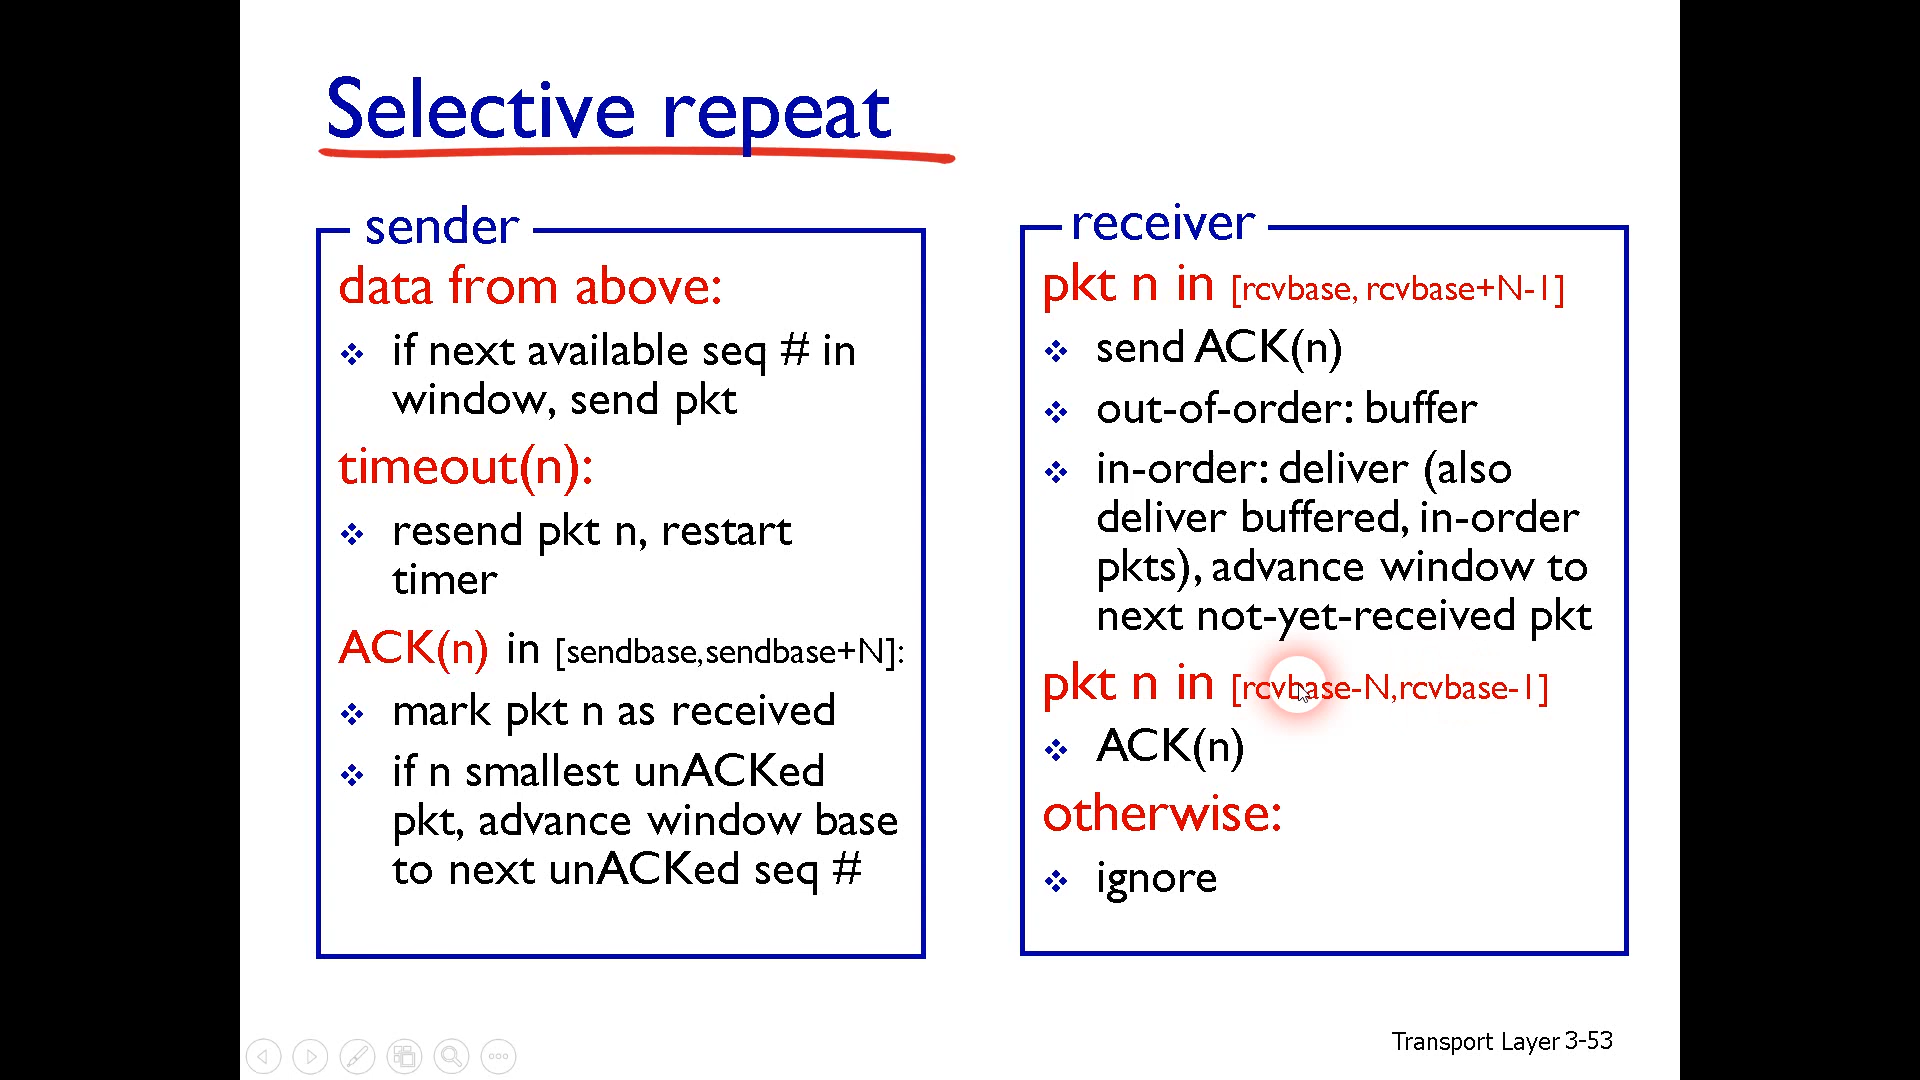 Selective repeat
sender
data from above:
if next available seq # in
window, send pkt
timeout(n):
resend pkt n, restart
timer
ACK(n) in [sendbase,sendbase+N]:
mark pkt n as received
if n smallest unACKed
pkt, advance window base
to next unACKed seq #
receiver
pkt n in [rcvbase, rcvbase+N-1]
send ACK(n)
out-of-order: buffer
in-order: deliver (also
deliver buffered, in-order
pkts), advance window to
next not-yet-received pkt
pkt n in [rcvbase-N,rcvbase-1]
ACK(n)
otherwise:
ignore
Transport Layer 3-53